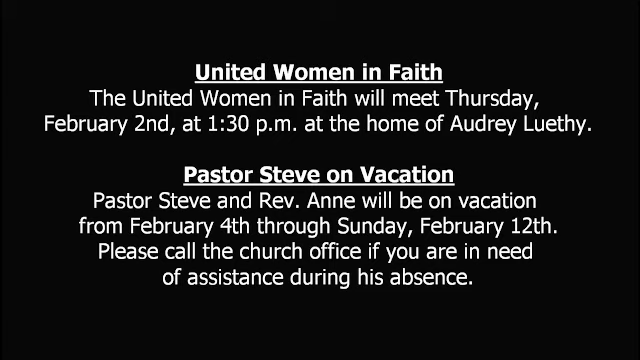 United Women in Faith
The United Women in Faith will meet Thursday,
February 2nd, at 1:30 p.m. at the home of Audrey Luethy.
Pastor Steve on Vacation
Pastor Steve and Rev. Anne will be on vacation
from February 4th through Sunday, February 12th.
Please call the church office if you are in need
of assistance during his absence.